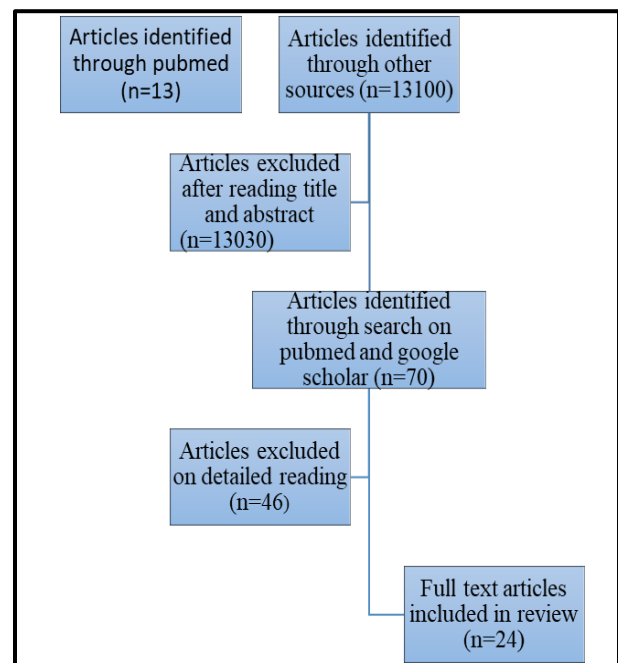 Articles identified
through pubmed
(n=13)
Articles identified
through other
sources (n=13100)
Articles excluded
after reading title
and abstract
(n=13030)
Articles identified
through search on
pubmed and google
scholar (n=70)
Articles excluded
on detailed reading
(n=46)
Full text articles
included in review
(n=24)